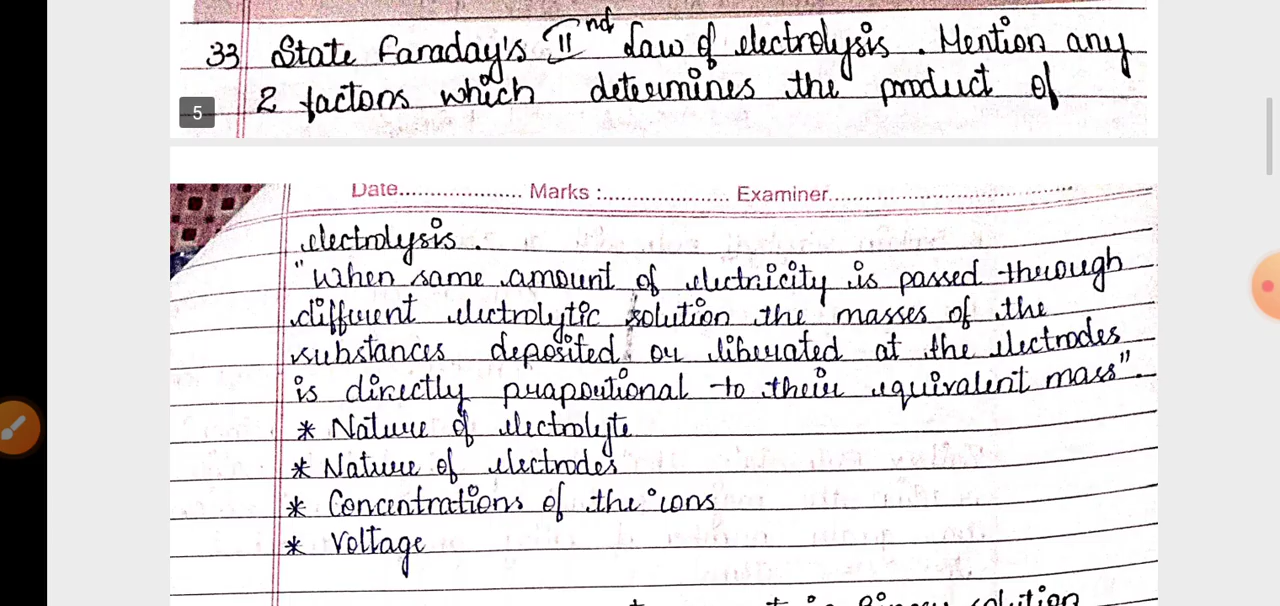 33 State Faraday's IInd law of electrolysis. Mention any
2 factors which determines the product of
5
Date.................... Marks :...................... Examiner..........................................
electrolysis.
"When same amount of electricity is passed through
different electrolytic solution the masses of the
substances deposited or liberated at the electrodes
is directly praportional to their equivalent mass".
* Nature of electrolyte
* Nature of electrodes
* Concentrations of the ions
* Voltage
solution